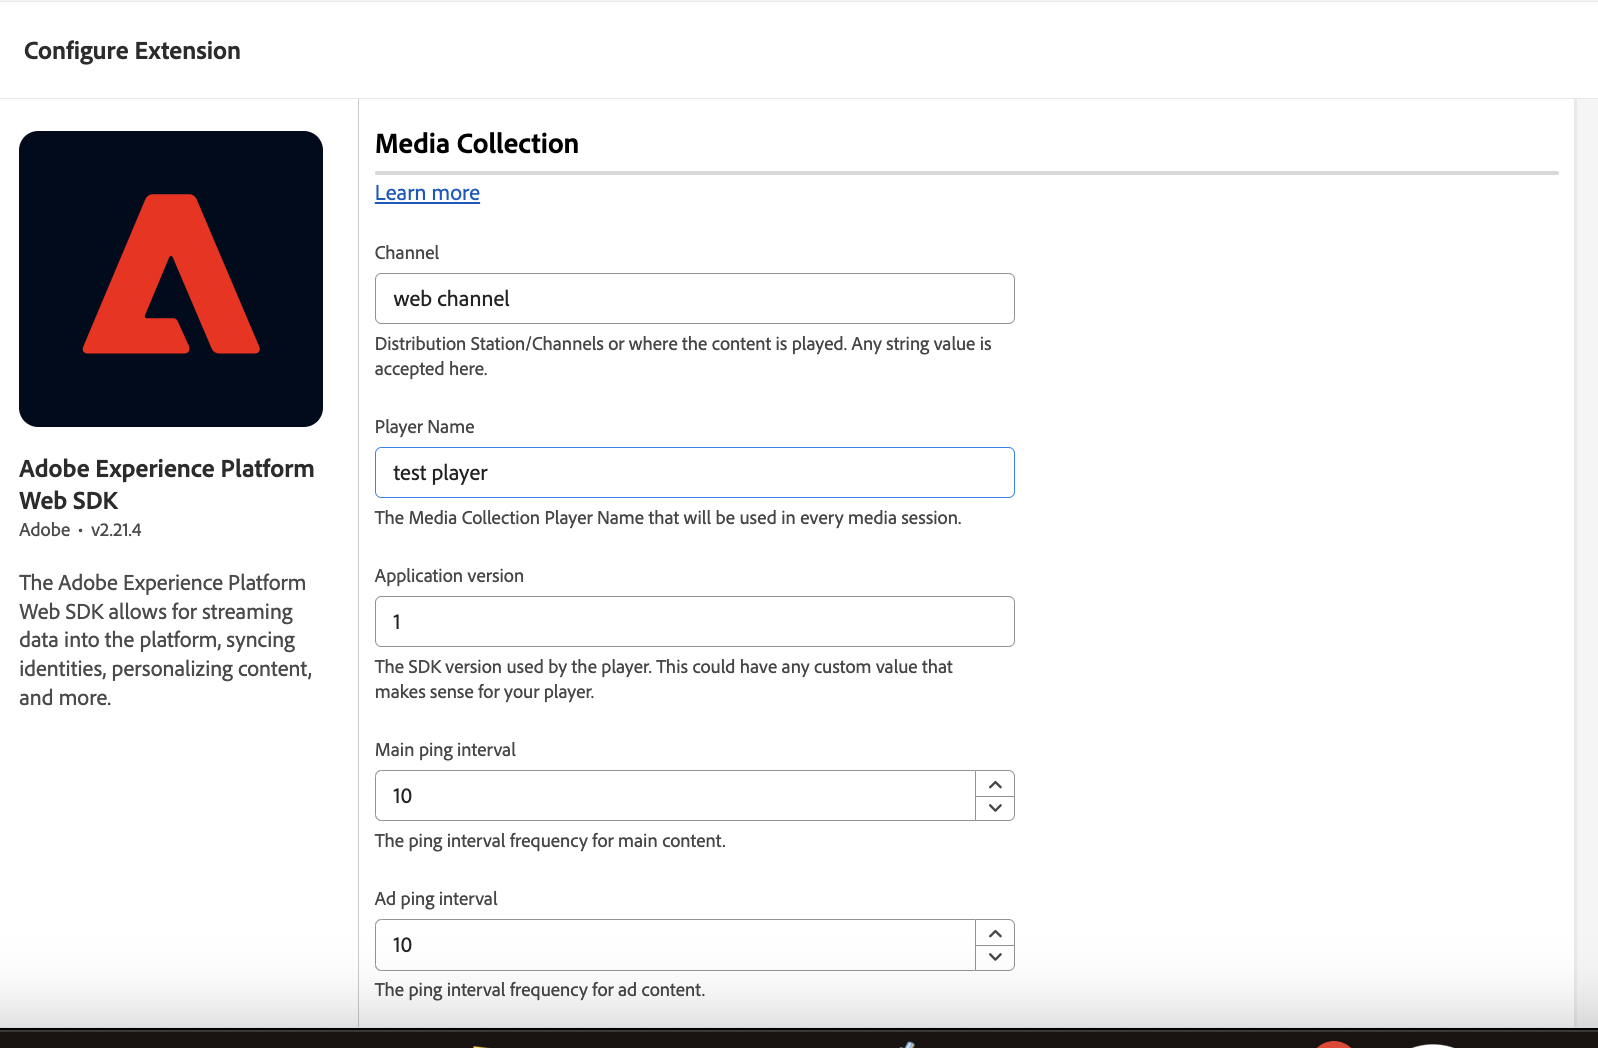 Configure Extension
Adobe Experience Platform
Web SDK
Adobe • v2.21.4
The Adobe Experience Platform
Web SDK allows for streaming
data into the platform, syncing
identities, personalizing content,
and more.
Media Collection
Learn more
Channel
web channel
Distribution Station/Channels or where the content is played. Any string value is
accepted here.
Player Name
test player
The Media Collection Player Name that will be used in every media session.
Application version
1
The SDK version used by the player. This could have any custom value that
makes sense for your player.
Main ping interval
10
The ping interval frequency for main content.
Ad ping interval
10
The ping interval frequency for ad content.